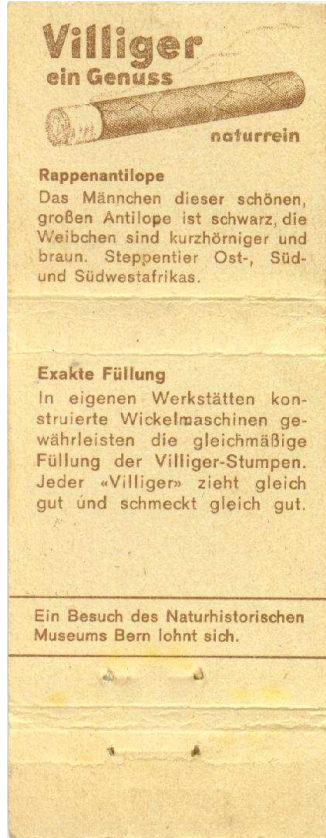 Villiger
ein Genuss
naturrein
Rappenantilope
Das Männchen dieser schönen,
großen Antilope ist schwarz, die
Weibchen sind kurzhörniger und
braun. Steppentier Ost-, Süd-
und Südwestafrikas.
Exakte Füllung
In eigenen Werkstätten kon-
struierte Wickelmaschinen ge-
währleisten die gleichmäßige
Füllung der Villiger-Stumpen.
Jeder «Villiger» zieht gleich
gut und schmeckt gleich gut.
Ein Besuch des Naturhistorischen
Museums Bern lohnt sich.